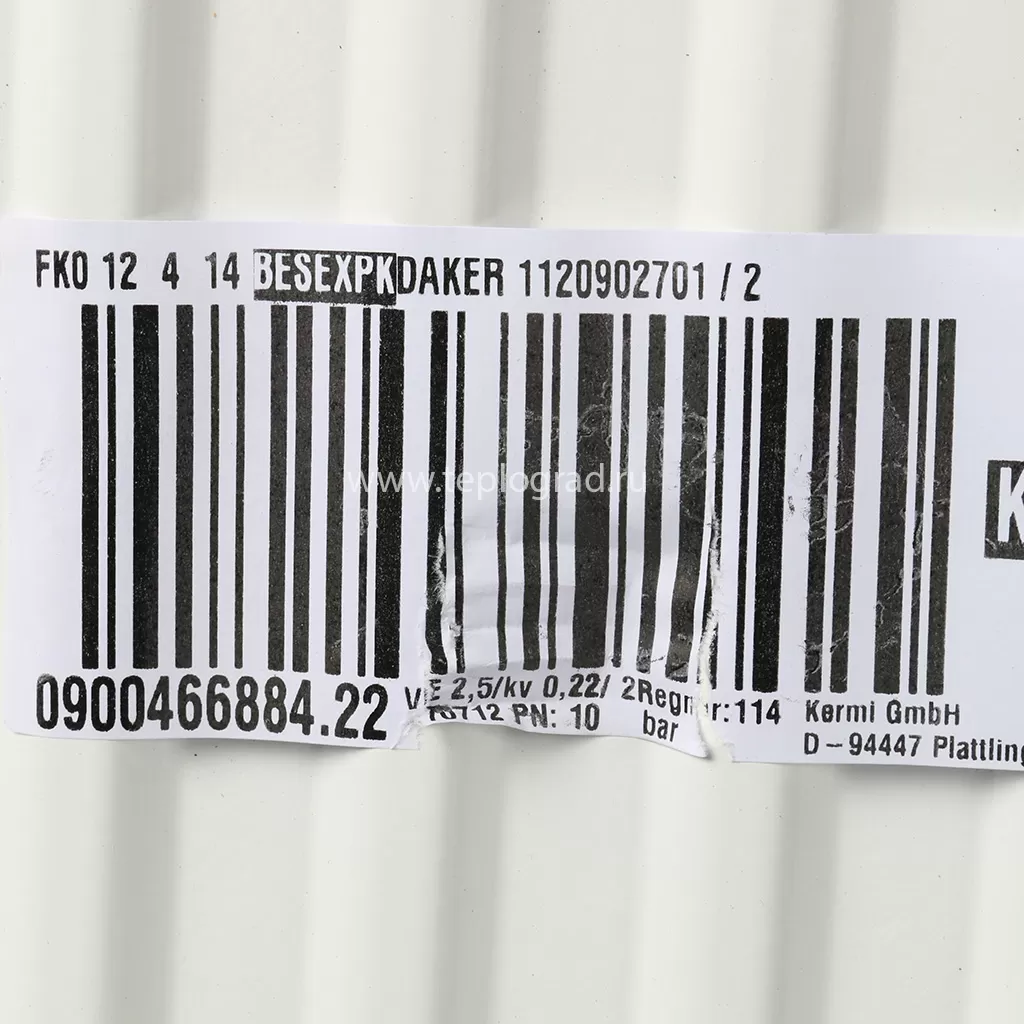 FKO 12 4 14 BESEXPK DAKER 1120902701 / 2
www.teplograd.ru
K
0900466884.22
2,5/kv 0,22/ 2
PN: 10 bar
:114
Kermi GmbH
D-94447 Plattling